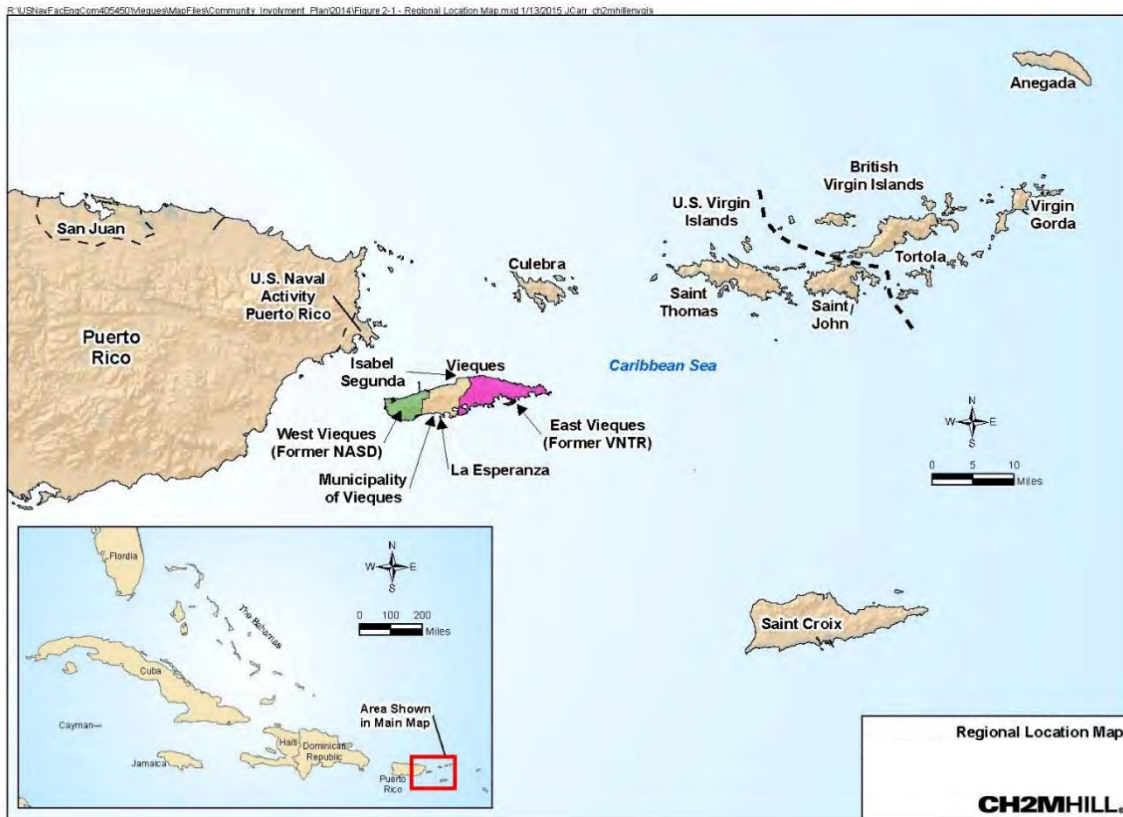 R:\USNavFacEngCom405450\Vieques\MapFiles\Community_Involvment_Plan\2014\Figure 2-1 - Regional Location Map.mxd 1/13/2015 JCarr_ch2mhillenvgis
Anegada
British
Virgin Islands
U.S. Virgin
Islands
Virgin
Gorda
San Juan
Tortola
Culebra
U.S. Naval
Activity
Puerto Rico
Saint
Thomas
Saint
John
Puerto
Rico
Isabel
Segunda
Vieques
Caribbean Sea
N
W E
S
West Vieques
(Former NASD)
East Vieques
(Former VNTR)
La Esperanza
Municipality
of Vieques
0 5 10
Miles
Flordia
N
W E
S
The Bahamas
0 100 200
Miles
Saint Croix
Cuba
Area Shown
in Main Map
Cayman
Haiti
Dominican
Republic
Jamaica
Puerto
Rico
Regional Location Map
CH2MHILL®